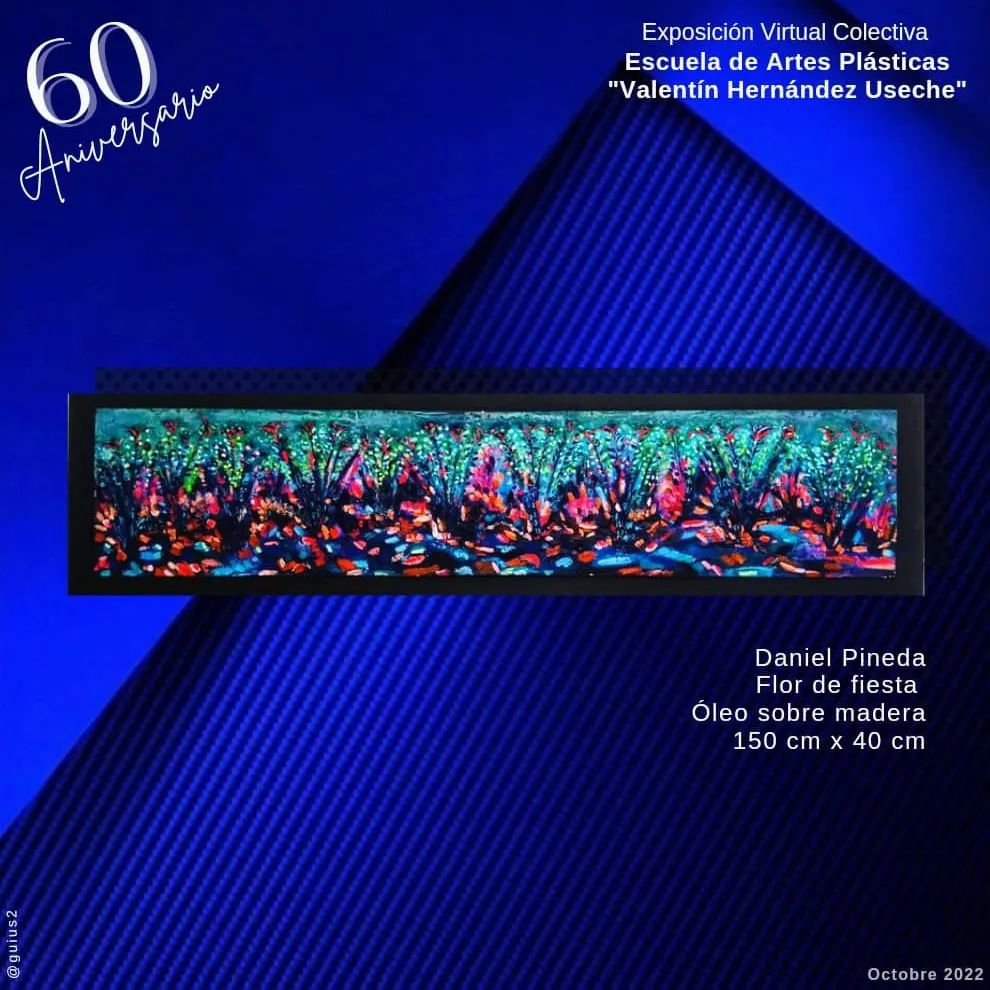 60
Aniversario
Exposición Virtual Colectiva
Escuela de Artes Plásticas
"Valentín Hernández Useche"
Daniel Pineda
Flor de fiesta
Óleo sobre madera
150 cm x 40 cm
@guius2
Octobre 2022